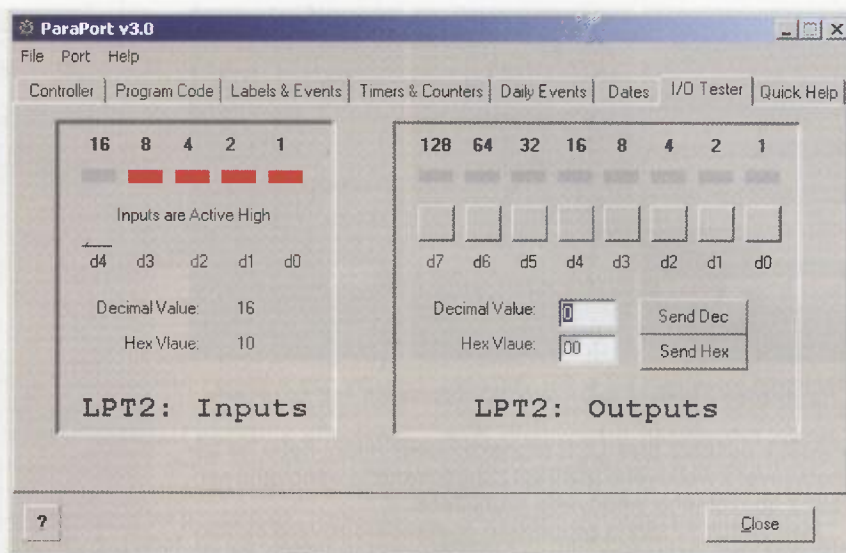 ParaPort v3.0
File Port Help
Controller Program Code Labels & Events Timers & Counters Daily Events Dates I/O Tester Quick Help
16 8 4 2 1
Inputs are Active High
d4 d3 d2 d1 d0
Decimal Value: 16
Hex Vlaue: 10
LPT2: Inputs
128 64 32 16 8 4 2 1
d7 d6 d5 d4 d3 d2 d1 d0
Decimal Value: 0 Send Dec
Hex Vlaue: 00 Send Hex
LPT2: Outputs
? Close